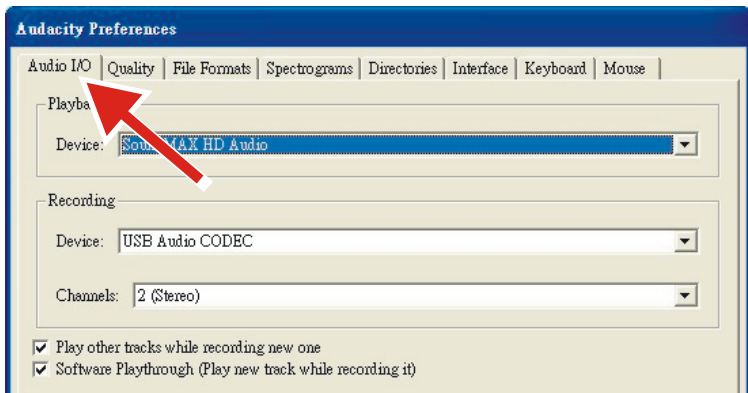 Audacity Preferences
Audio I/O Quality File Formats Spectrograms Directories Interface Keyboard Mouse
Device: HD Audio
Recording
Device: USB Audio CODEC
Channels: 2 (Stereo)
Play other tracks while recording new one
Software Playthrough (Play new track while recording it)